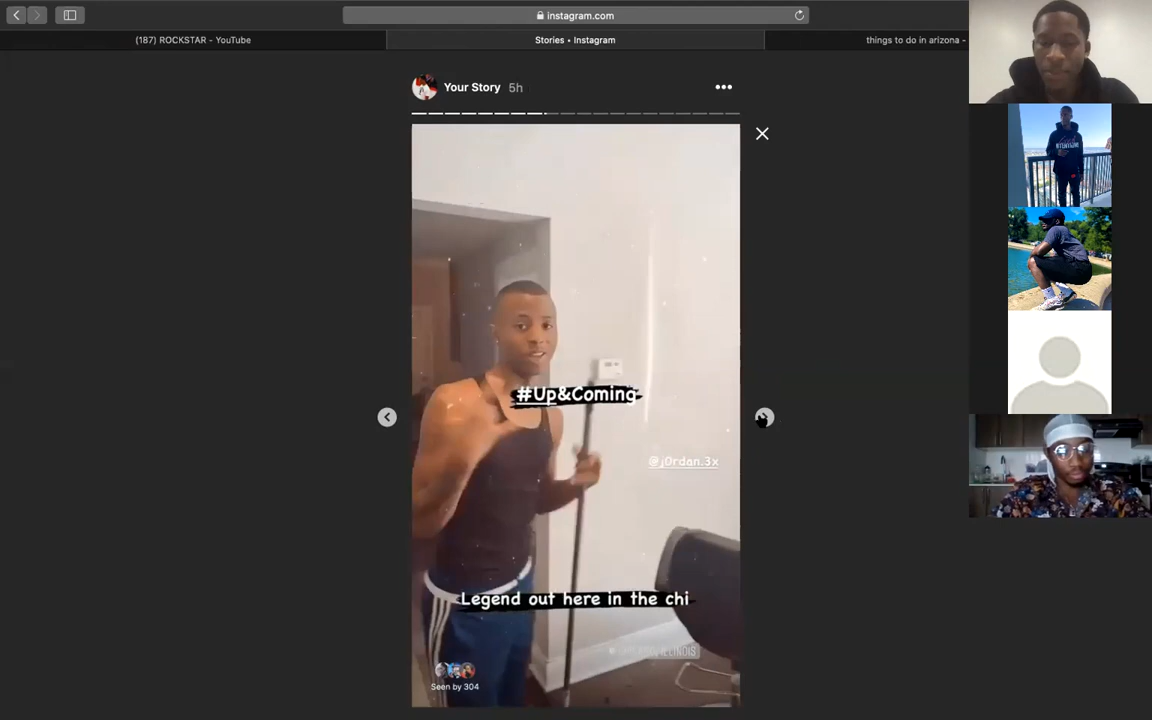 instagram.com
(187) ROCKSTAR - YouTube
Stories • Instagram
things to do in arizona -
Your Story 5h
#Up&Coming
@j0rdan.3x
Legend out here in the chi
ILLINOIS
Seen by 304